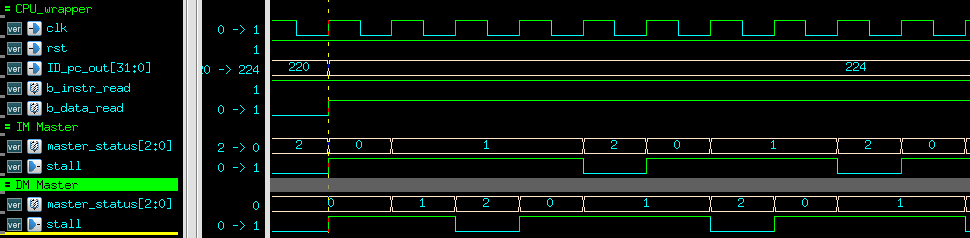 = CPU_wrapper
ver clk 0 -> 1
ver rst 1
ver ID_pc_out[31:0] 20 -> 224 220 224
ver b_instr_read 1
ver b_data_read 0 -> 1
= IM Master
ver master_status[2:0] 2 -> 0 2 0 1 2 0 1 2 0
ver stall 0 -> 1
= DM Master
ver master_status[2:0] 0 0 1 2 0 1 2 0 1
ver stall 0 -> 1